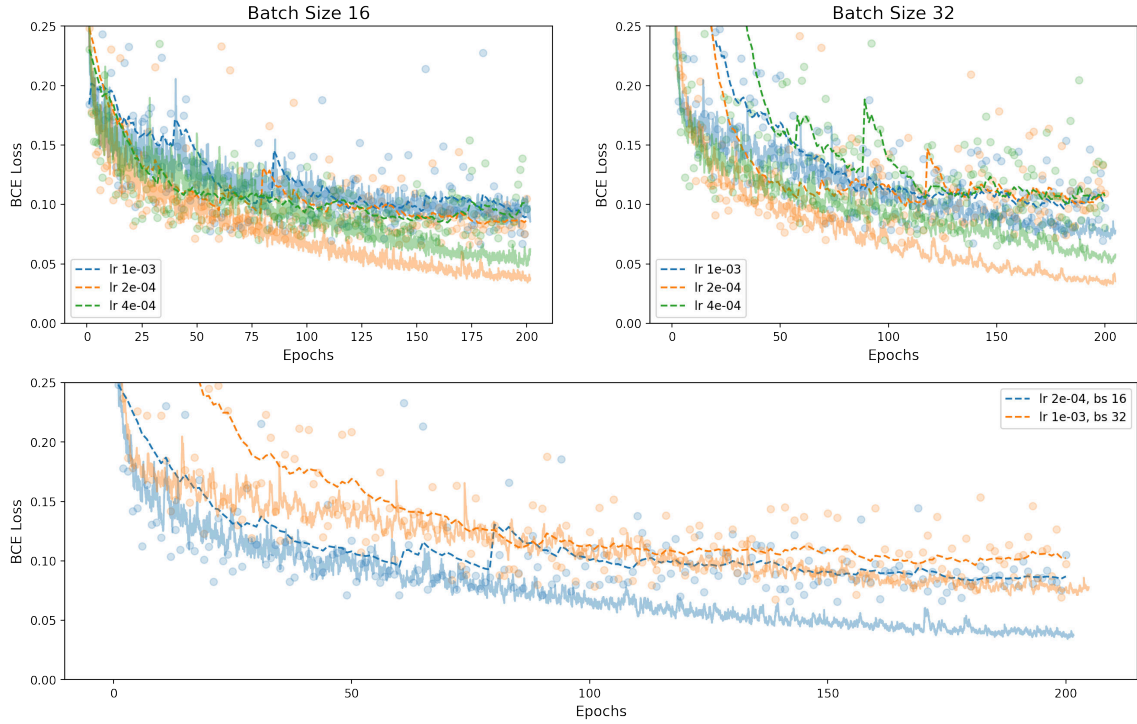 Batch Size 16
BCE Loss
0.25
0.20
0.15
0.10
0.05
0.00
lr 1e-03
lr 2e-04
lr 4e-04
0 25 50 75 100 125 150 175 200
Epochs
Batch Size 32
BCE Loss
0.25
0.20
0.15
0.10
0.05
0.00
lr 1e-03
lr 2e-04
lr 4e-04
0 50 100 150 200
Epochs
BCE Loss
0.25
0.20
0.15
0.10
0.05
0.00
lr 2e-04, bs 16
lr 1e-03, bs 32
0 50 100 150 200
Epochs